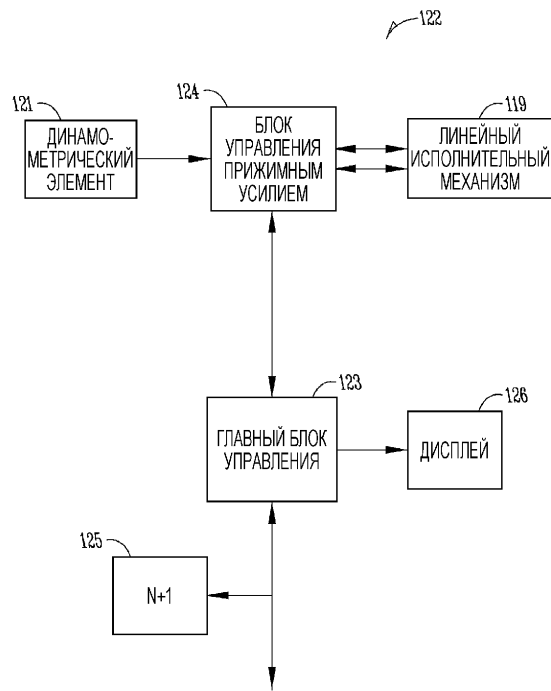 122
121
ДИНАМО-
МЕТРИЧЕСКИЙ
ЭЛЕМЕНТ
124
БЛОК
УПРАВЛЕНИЯ
ПРИЖИМНЫМ
УСИЛИЕМ
119
ЛИНЕЙНЫЙ
ИСПОЛНИТЕЛЬНЫЙ
МЕХАНИЗМ
123
ГЛАВНЫЙ БЛОК
УПРАВЛЕНИЯ
126
ДИСПЛЕЙ
125
N+1